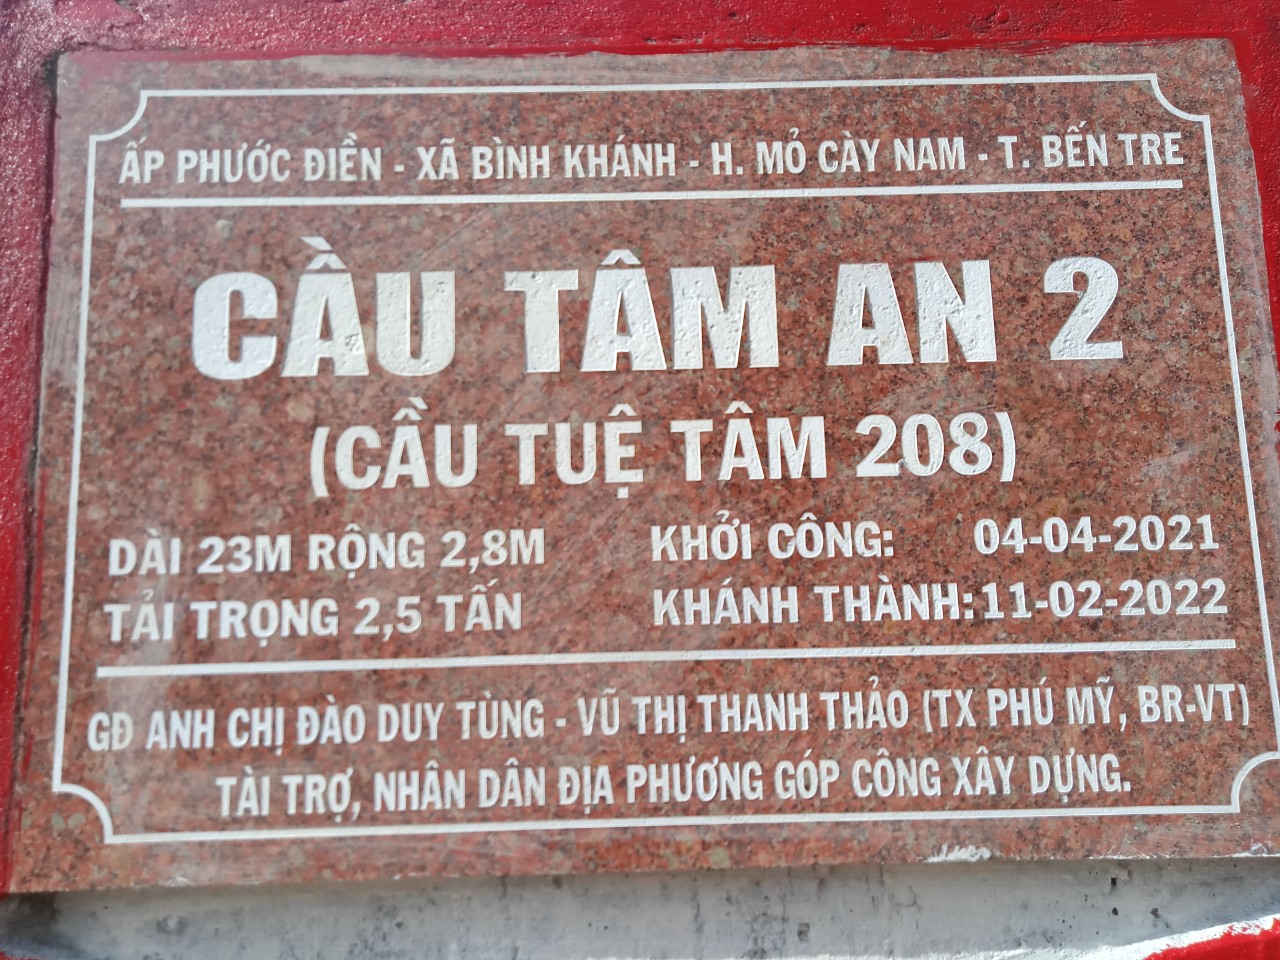 ẤP PHƯỚC ĐIỀN - XÃ BÌNH KHÁNH - H. MỎ CÀY NAM - T. BẾN TRE
CẦU TÂM AN 2
(CẦU TUỆ TÂM 208)
DÀI 23M RỘNG 2,8M KHỞI CÔNG: 04-04-2021
TẢI TRỌNG 2,5 TẤN KHÁNH THÀNH: 11-02-2022
GĐ ANH CHỊ ĐÀO DUY TÙNG - VŨ THỊ THANH THẢO (TX PHÚ MỸ, BR-VT)
TÀI TRỢ, NHÂN DÂN ĐỊA PHƯƠNG GÓP CÔNG XÂY DỰNG.